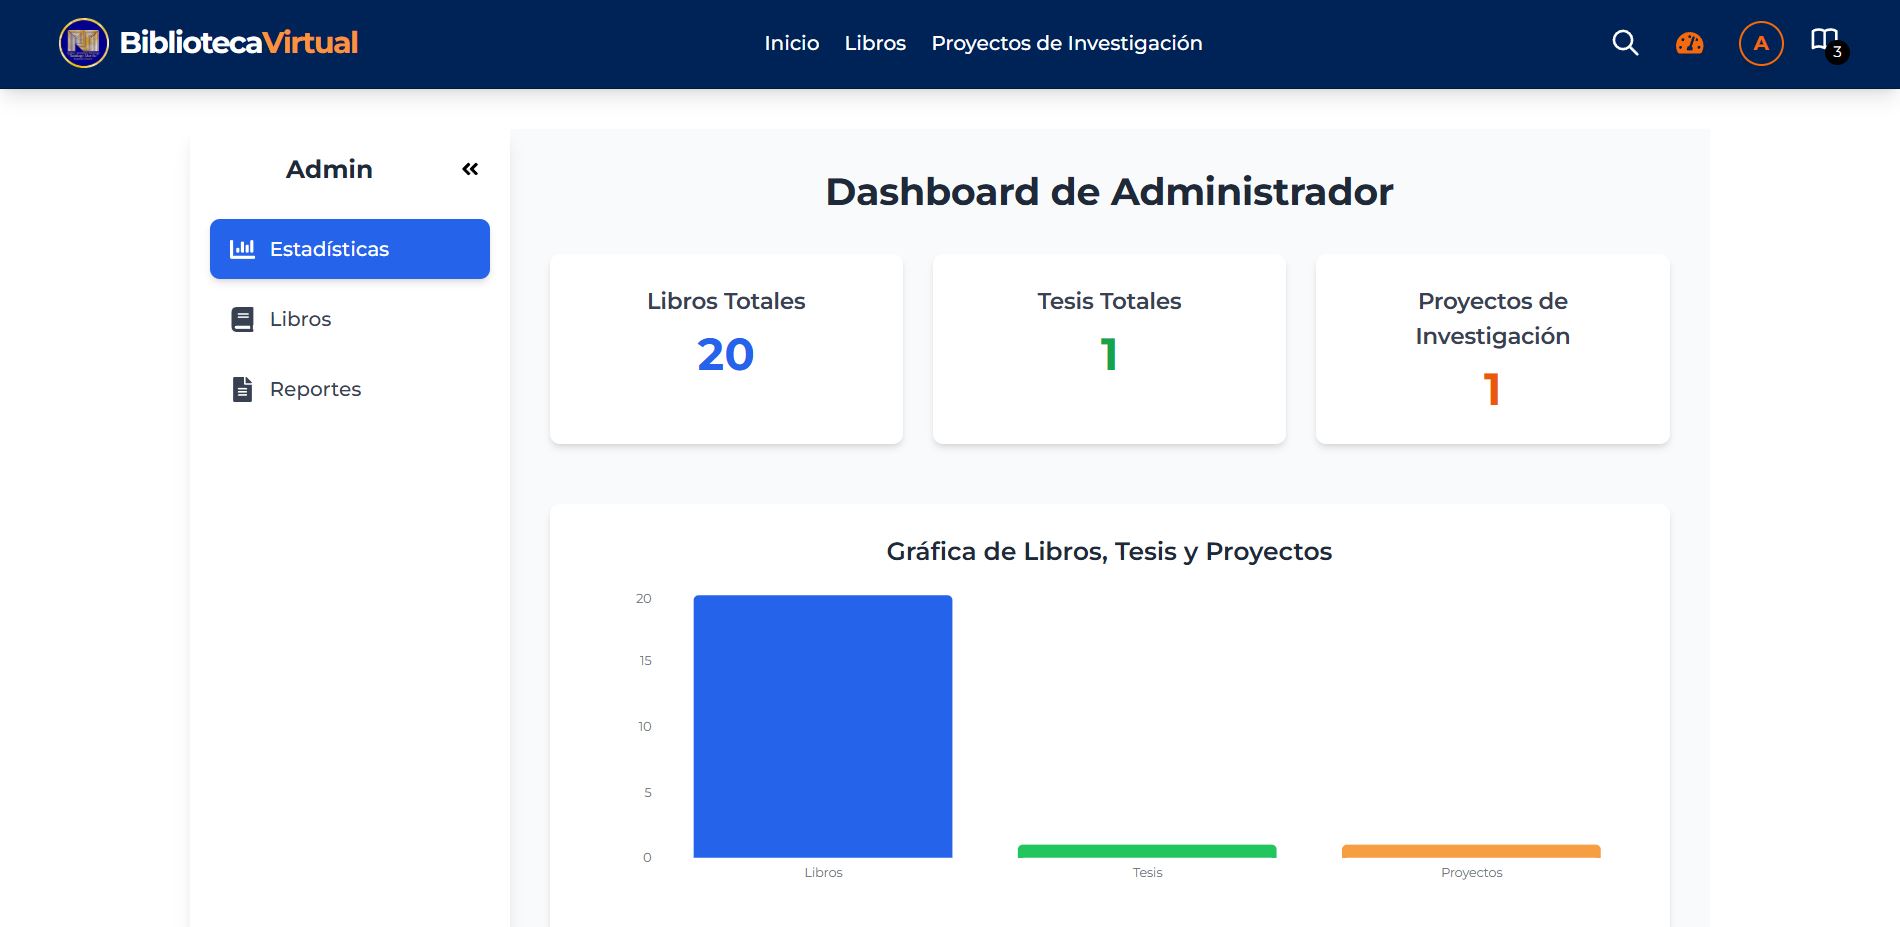 BibliotecaVirtual
Inicio Libros Proyectos de Investigación
A
3
Admin
Estadísticas
Libros
Reportes
Dashboard de Administrador
Libros Totales
20
Tesis Totales
1
Proyectos de
Investigación
1
Gráfica de Libros, Tesis y Proyectos
20
15
10
5
0
Libros Tesis Proyectos